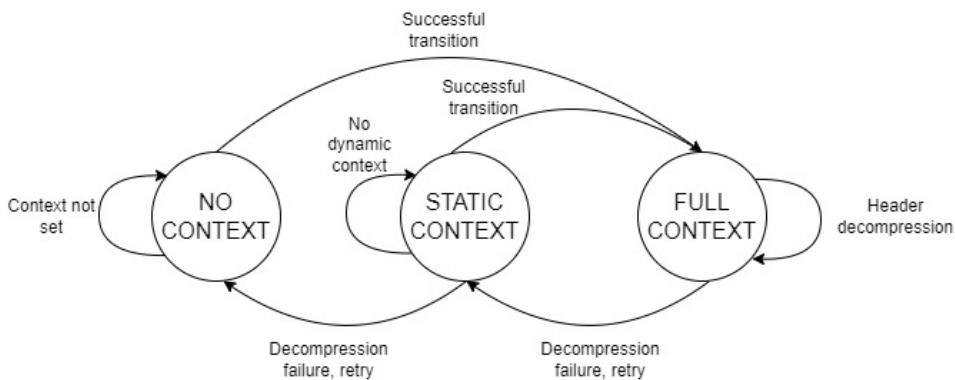 Successful
transition
Successful
transition
No
dynamic
context
Context not
set
NO
CONTEXT
STATIC
CONTEXT
FULL
CONTEXT
Header
decompression
Decompression
failure, retry
Decompression
failure, retry